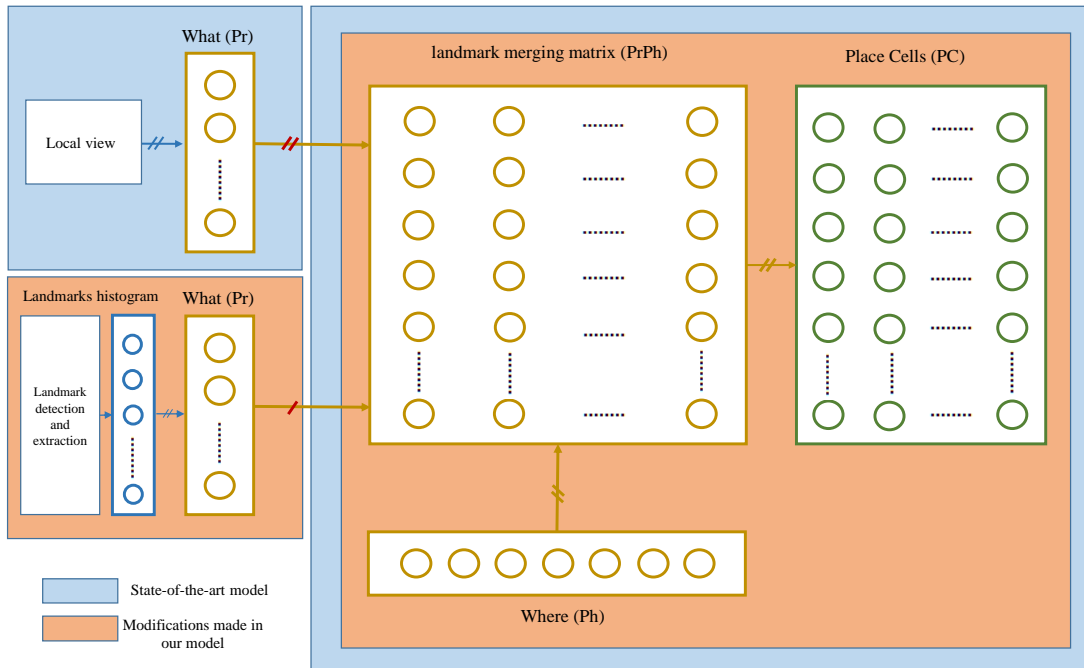 What (Pr)
Local view
landmark merging matrix (PrPh)
Place Cells (PC)
Landmarks histogram
What (Pr)
Landmark
detection
and
extraction
Where (Ph)
State-of-the-art model
Modifications made in
our model